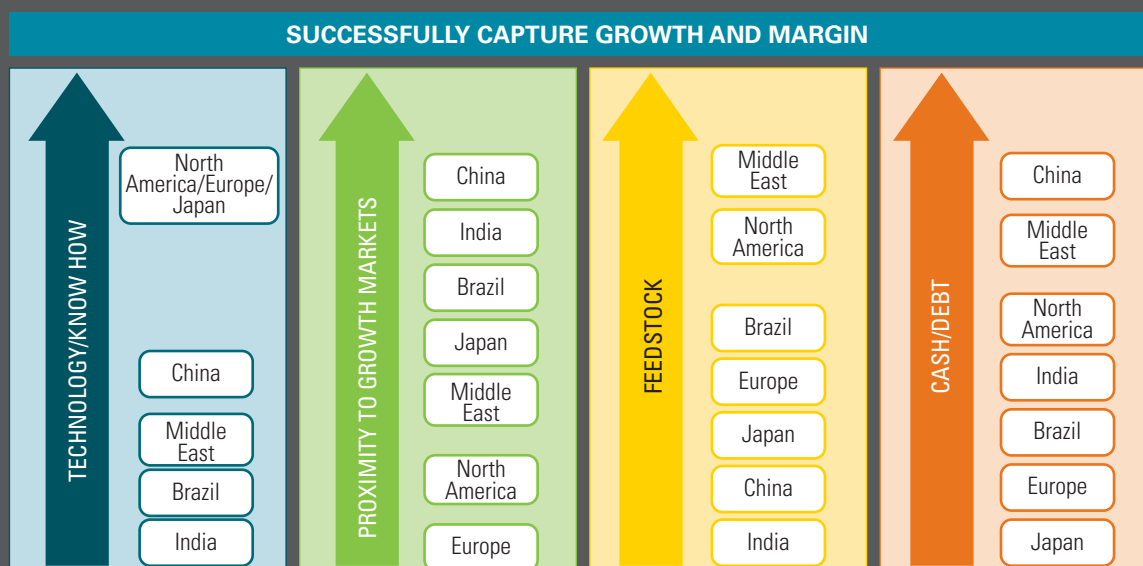 SUCCESSFULLY CAPTURE GROWTH AND MARGIN
TECHNOLOGY/KNOW HOW
North
America/Europe/
Japan
China
Middle
East
Brazil
India
PROXIMITY TO GROWTH MARKETS
China
India
Brazil
Japan
Middle
East
North
America
Europe
FEEDSTOCK
Middle
East
North
America
Brazil
Europe
Japan
China
India
CASH/DEBT
China
Middle
East
North
America
India
Brazil
Europe
Japan